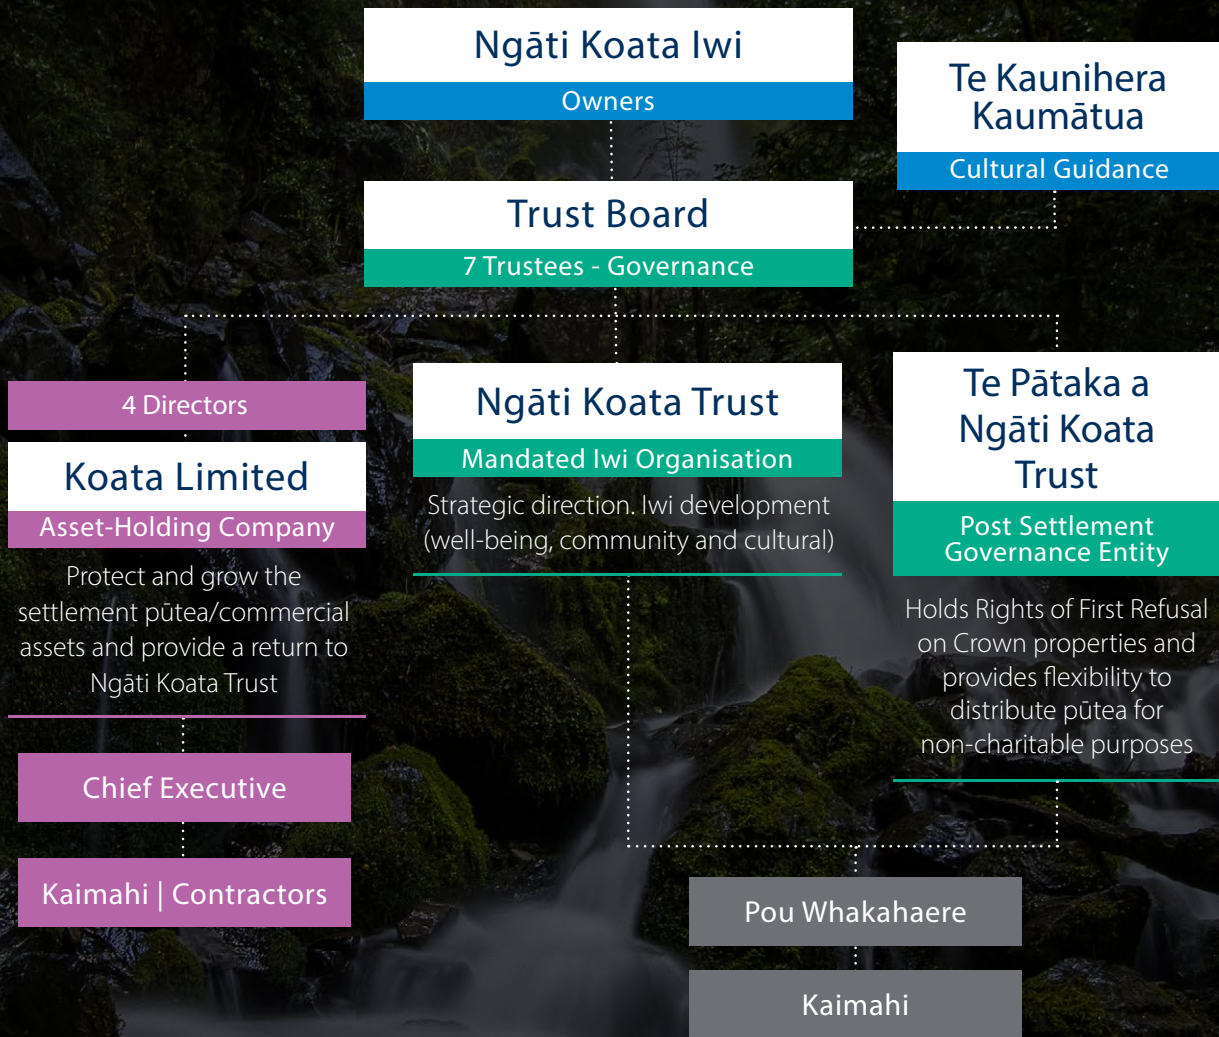 Ngāti Koata Iwi
Owners
Te Kaunihera
Kaumātua
Cultural Guidance
Trust Board
7 Trustees - Governance
4 Directors
Koata Limited
Asset-Holding Company
Protect and grow the
settlement pūtea/commercial
assets and provide a return to
Ngāti Koata Trust
Chief Executive
Kaimahi | Contractors
Ngāti Koata Trust
Mandated Iwi Organisation
Strategic direction. Iwi development
(well-being, community and cultural)
Te Pātaka a
Ngāti Koata
Trust
Post Settlement
Governance Entity
Holds Rights of First Refusal
on Crown properties and
provides flexibility to
distribute pūtea for
non-charitable purposes
Pou Whakahaere
Kaimahi